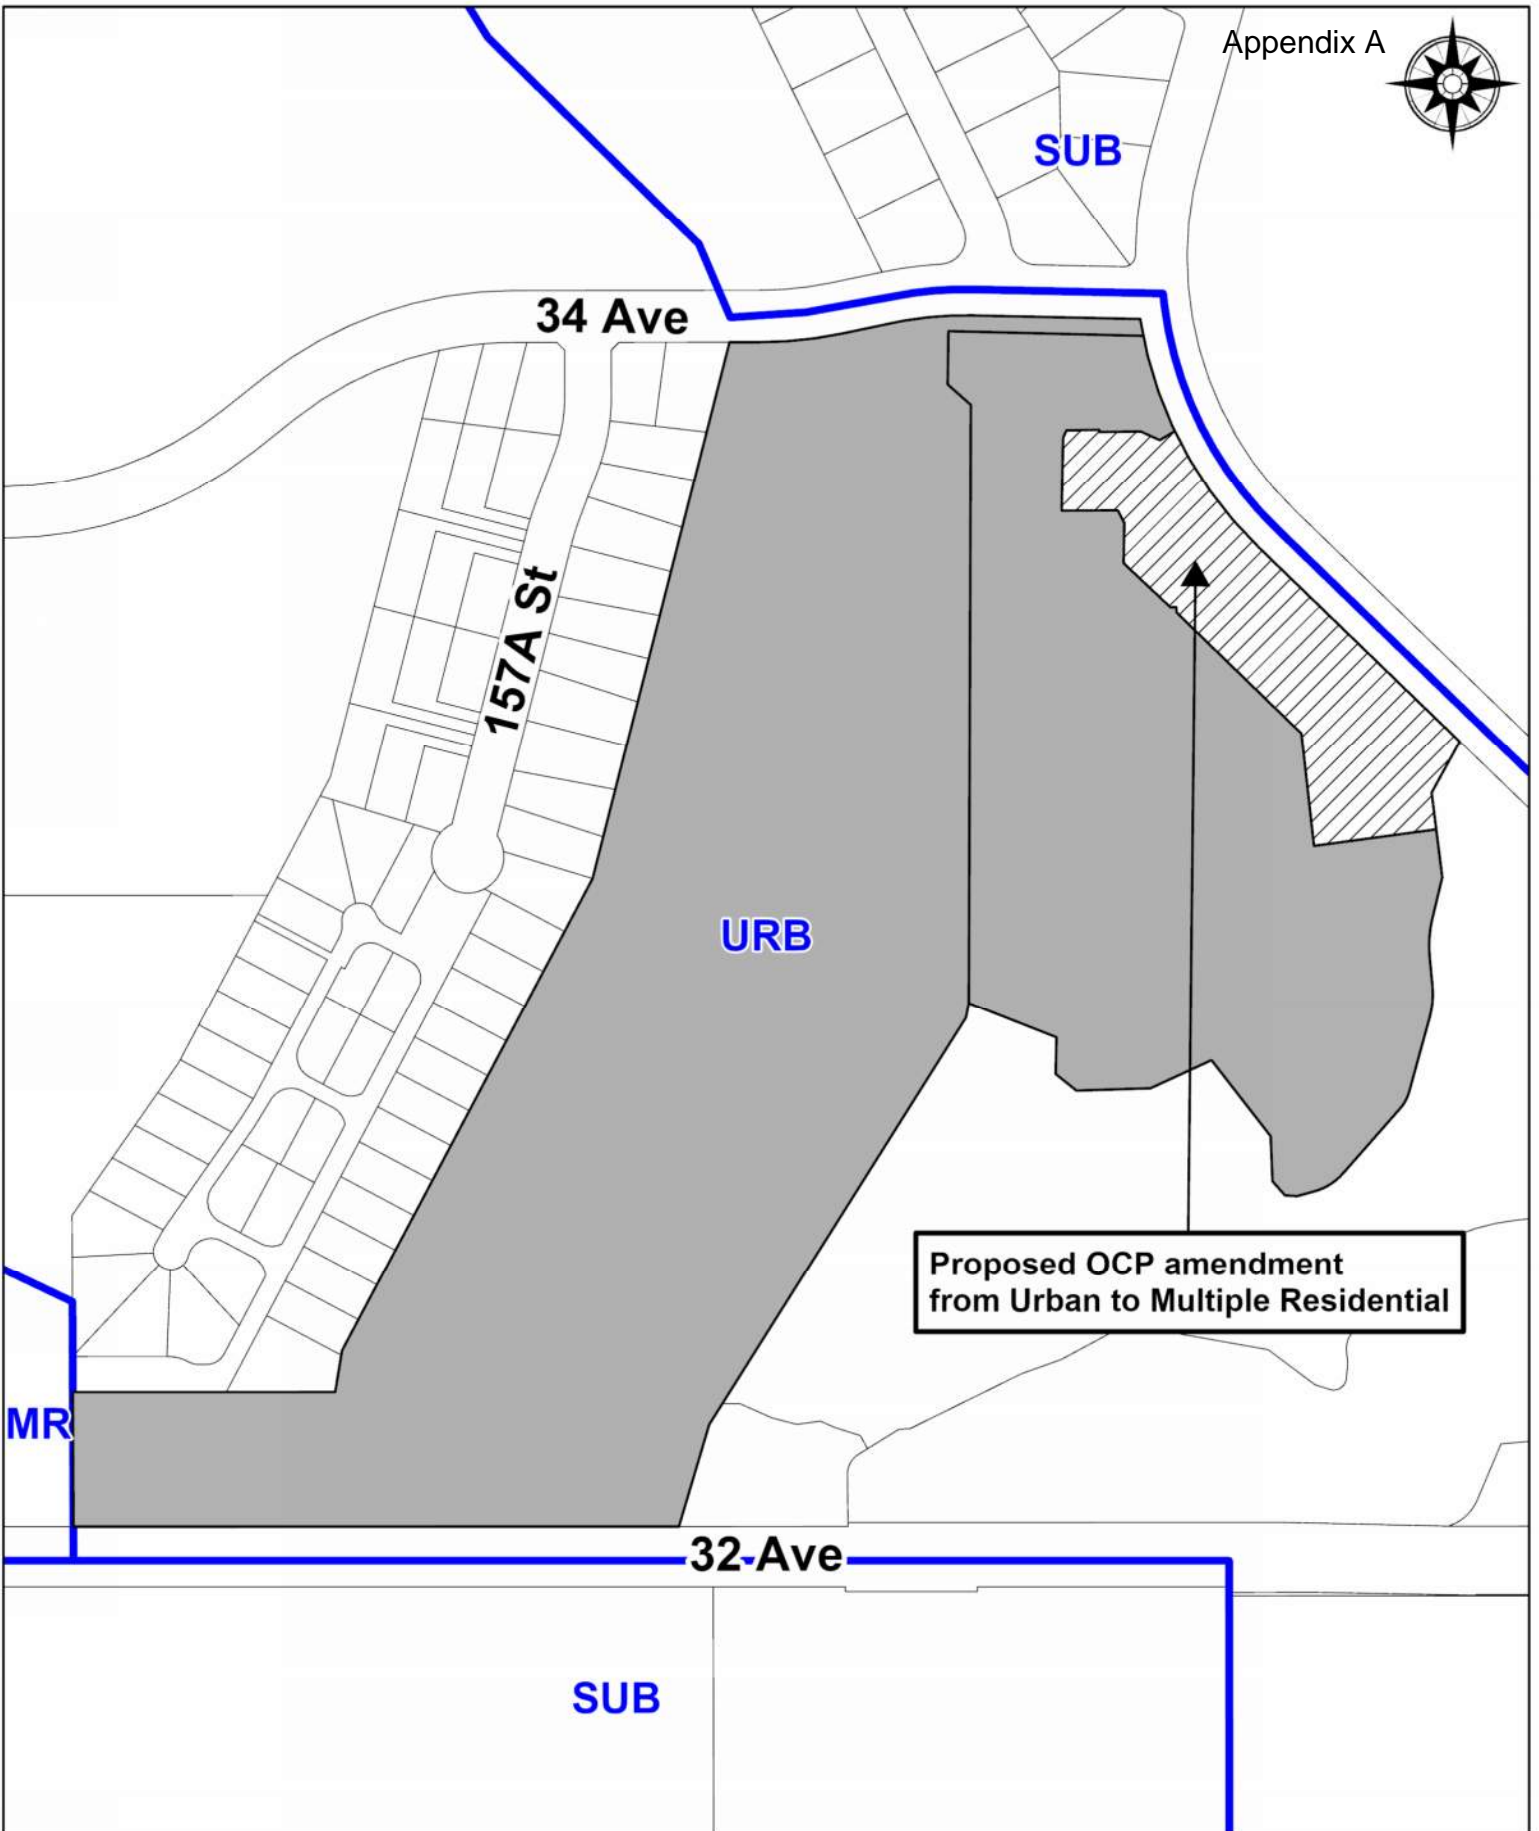 Appendix A
SUB
34 Ave
157A St
URB
Proposed OCP amendment
from Urban to Multiple Residential
MR
32 Ave
SUB